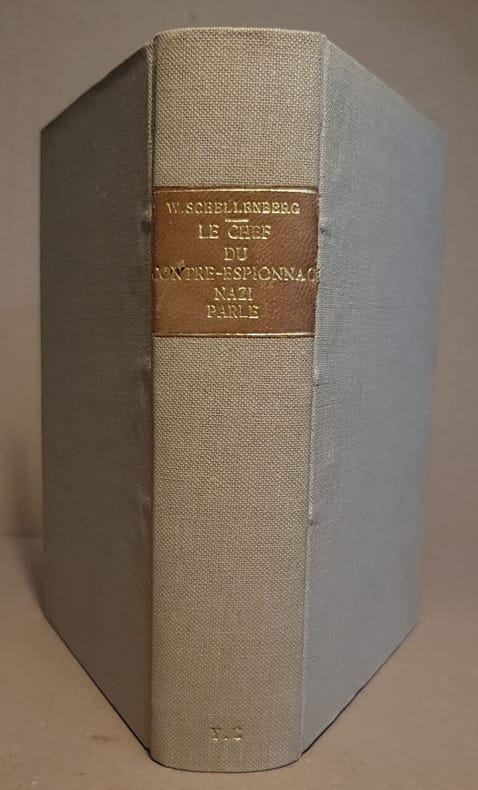 W. SCHELLENBERG
LE CHEF
DU
CONTRE-ESPIONNAG
NAZI
PARLE
Y. C